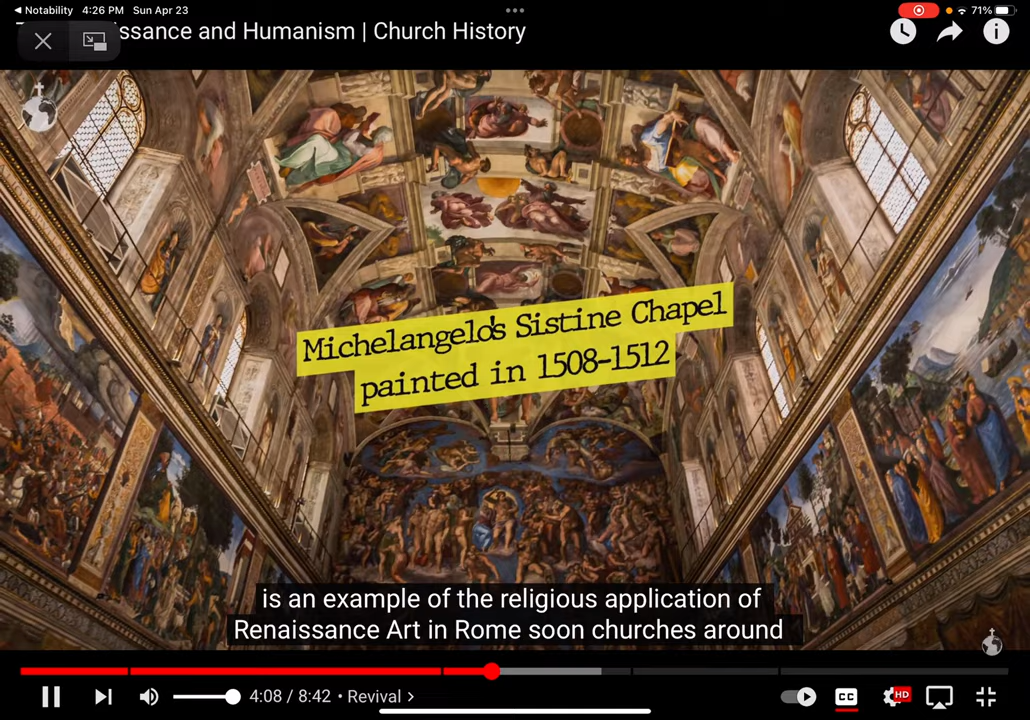 ◀ Notability 4:26 PM Sun Apr 23
71%
ssance and Humanism | Church History
Michelangelo's Sistine Chapel
painted in 1508-1512
is an example of the religious application of
Renaissance Art in Rome soon churches around
4:08 / 8:42 • Revival >
CC
HD